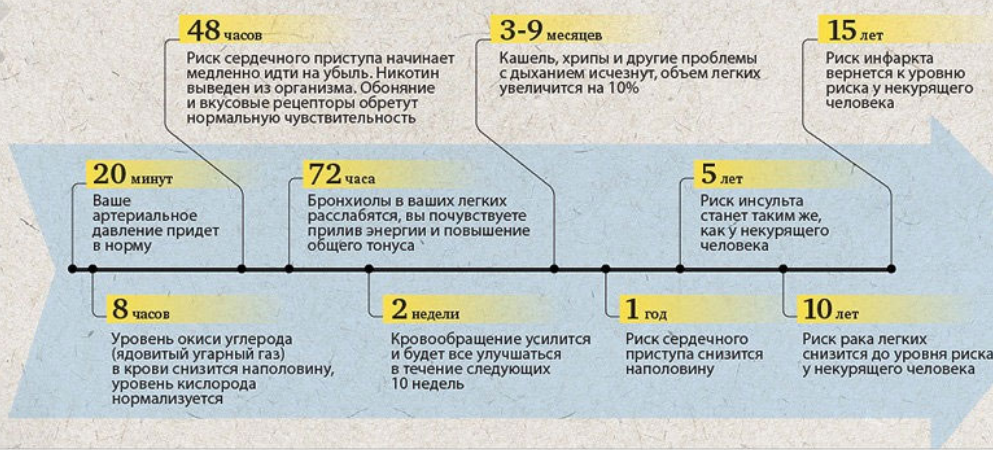 48 часов
Риск сердечного приступа начинает
медленно идти на убыль. Никотин
выведен из организма. Обоняние
и вкусовые рецепторы обретут
нормальную чувствительность
3-9 месяцев
Кашель, хрипы и другие проблемы
с дыханием исчезнут, объем легких
увеличится на 10%
15 лет
Риск инфаркта
вернется к уровню
риска у некурящего
человека
20 минут
Ваше
артериальное
давление придет
в норму
72 часа
Бронхиолы в ваших легких
расслабятся, вы почувствуете
прилив энергии и повышение
общего тонуса
5 лет
Риск инсульта
станет таким же,
как у некурящего
человека
8 часов
Уровень окиси углерода
(ядовитый угарный газ)
в крови снизится наполовину,
уровень кислорода
нормализуется
2 недели
Кровообращение усилится
и будет все улучшаться
в течение следующих
10 недель
1 год
Риск сердечного
приступа снизится
наполовину
10 лет
Риск рака легких
снизится до уровня риска
у некурящего человека